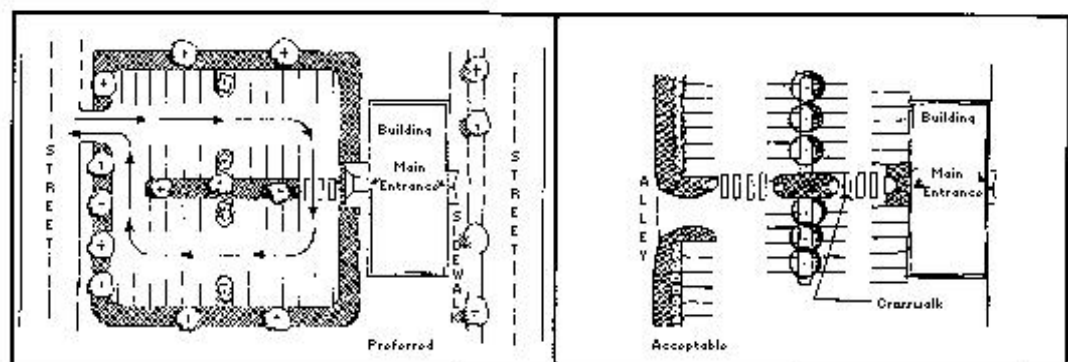 STREET
Building
Main
Entrance
SIDEWALK
STREET
Preferred
ALLEY
Building
Main
Entrance
Crosswalk
Acceptable